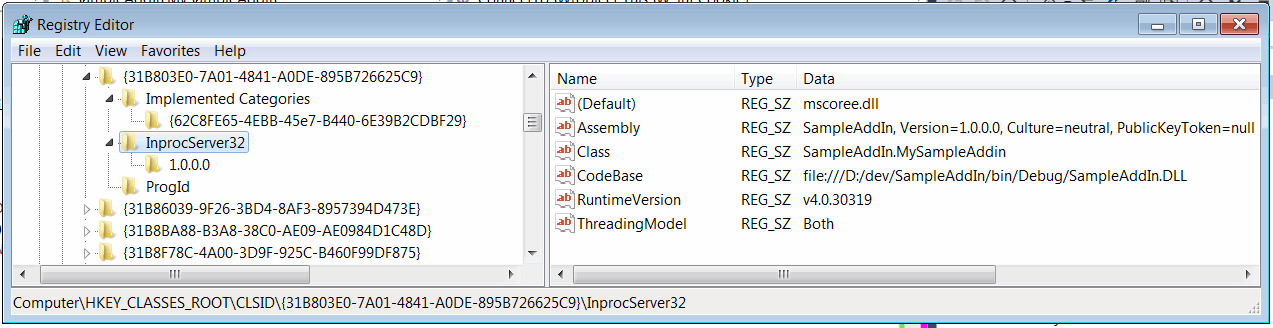 Registry Editor
File Edit View Favorites Help
{31B803E0-7A01-4841-A0DE-895B726625C9}
Implemented Categories
{62C8FE65-4EBB-45e7-B440-6E39B2CDBF29}
InprocServer32
1.0.0.0
ProgId
{31B86039-9F26-3BD4-8AF3-8957394D473E}
{31B8BA88-B3A8-38C0-AE09-AE0984D1C48D}
{31B8F78C-4A00-3D9F-925C-B460F99DF875}
Name Type Data
(Default) REG_SZ mscoree.dll
Assembly REG_SZ SampleAddIn, Version=1.0.0.0, Culture=neutral, PublicKeyToken=null
Class REG_SZ SampleAddIn.MySampleAddin
CodeBase REG_SZ file:///D:/dev/SampleAddIn/bin/Debug/SampleAddIn.DLL
RuntimeVersion REG_SZ v4.0.30319
ThreadingModel REG_SZ Both
Computer\HKEY_CLASSES_ROOT\CLSID\{31B803E0-7A01-4841-A0DE-895B726625C9}\InprocServer32